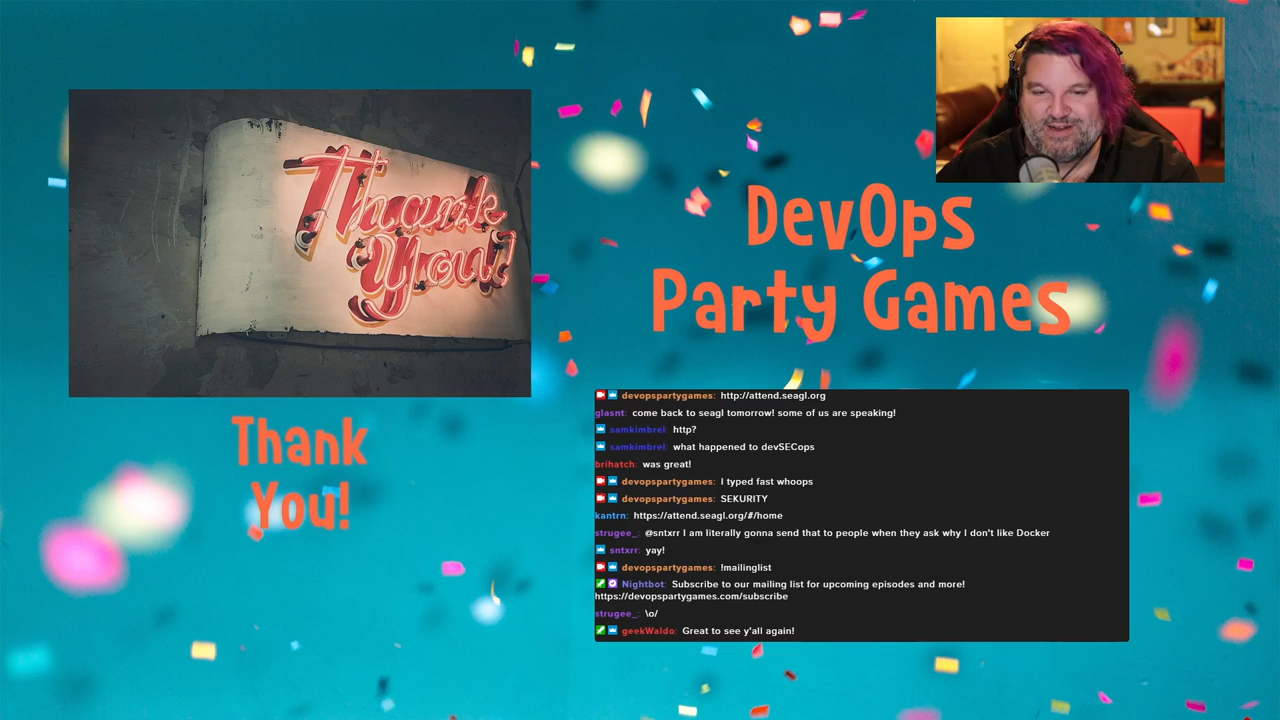 Thank
you!
DevOps
Party Games
Thank
You!
devopspartygames: http://attend.seagl.org
glasnt: come back to seagl tomorrow! some of us are speaking!
samkimbrel: http?
samkimbrel: what happened to devSECops
brihatch: was great!
devopspartygames: I typed fast whoops
devopspartygames: SEKURITY
kantrn: https://attend.seagl.org/#/home
strugee_: @sntxrr I am literally gonna send that to people when they ask why I don't like Docker
sntxrr: yay!
devopspartygames: !mailinglist
Nightbot: Subscribe to our mailing list for upcoming episodes and more!
https://devopspartygames.com/subscribe
strugee_: \o/
geekWaldo: Great to see y'all again!